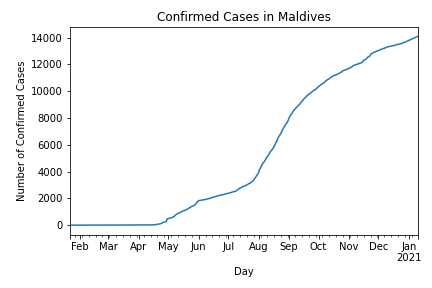 Confirmed Cases in Maldives
Number of Confirmed Cases
14000
12000
10000
8000
6000
4000
2000
0
Feb Mar Apr May Jun Jul Aug Sep Oct Nov Dec Jan
2021
Day